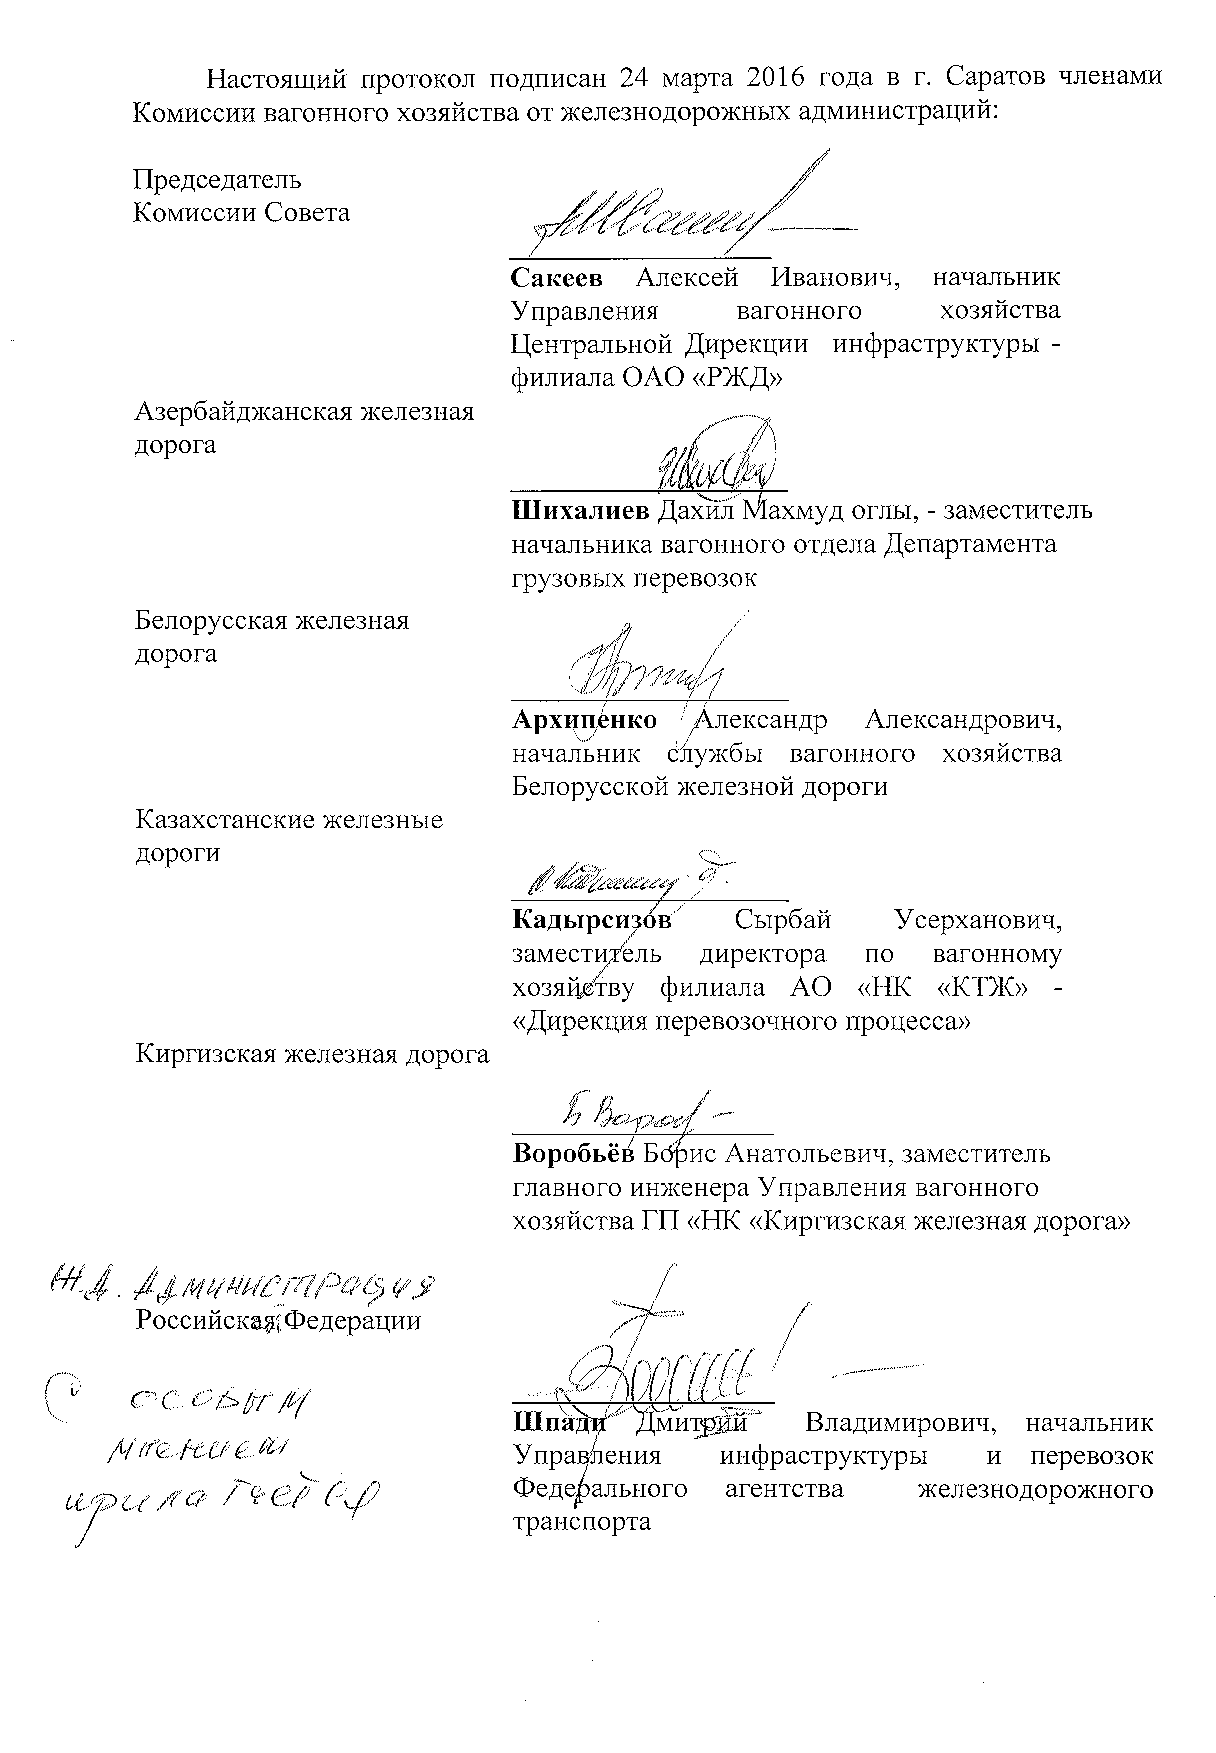 Настоящий протокол подписан 24 марта 2016 года в г. Саратов членами
Комиссии вагонного хозяйства от железнодорожных администраций:
Председатель
Комиссии Совета
Сакеев Алексей Иванович, начальник
Управления вагонного хозяйства
Центральной Дирекции инфраструктуры -
филиала ОАО «РЖД»
Азербайджанская железная
дорога
Шихалиев Дахил Махмуд оглы, - заместитель
начальника вагонного отдела Департамента
грузовых перевозок
Белорусская железная
дорога
Архипенко Александр Александрович,
начальник службы вагонного хозяйства
Белорусской железной дороги
Казахстанские железные
дороги
Кадырсизов Сырбай Усерханович,
заместитель директора по вагонному
хозяйству филиала АО «НК «КТЖ» -
«Дирекция перевозочного процесса»
Киргизская железная дорога
Б Вороб
Воробьёв Борис Анатольевич, заместитель
главного инженера Управления вагонного
хозяйства ГП «НК «Киргизская железная дорога»
Ж.Д. Администрация
Российская Федерации
С особым
мнением
прилагается
Шпади Дмитрий Владимирович, начальник
Управления инфраструктуры и перевозок
Федерального агентства железнодорожного
транспорта